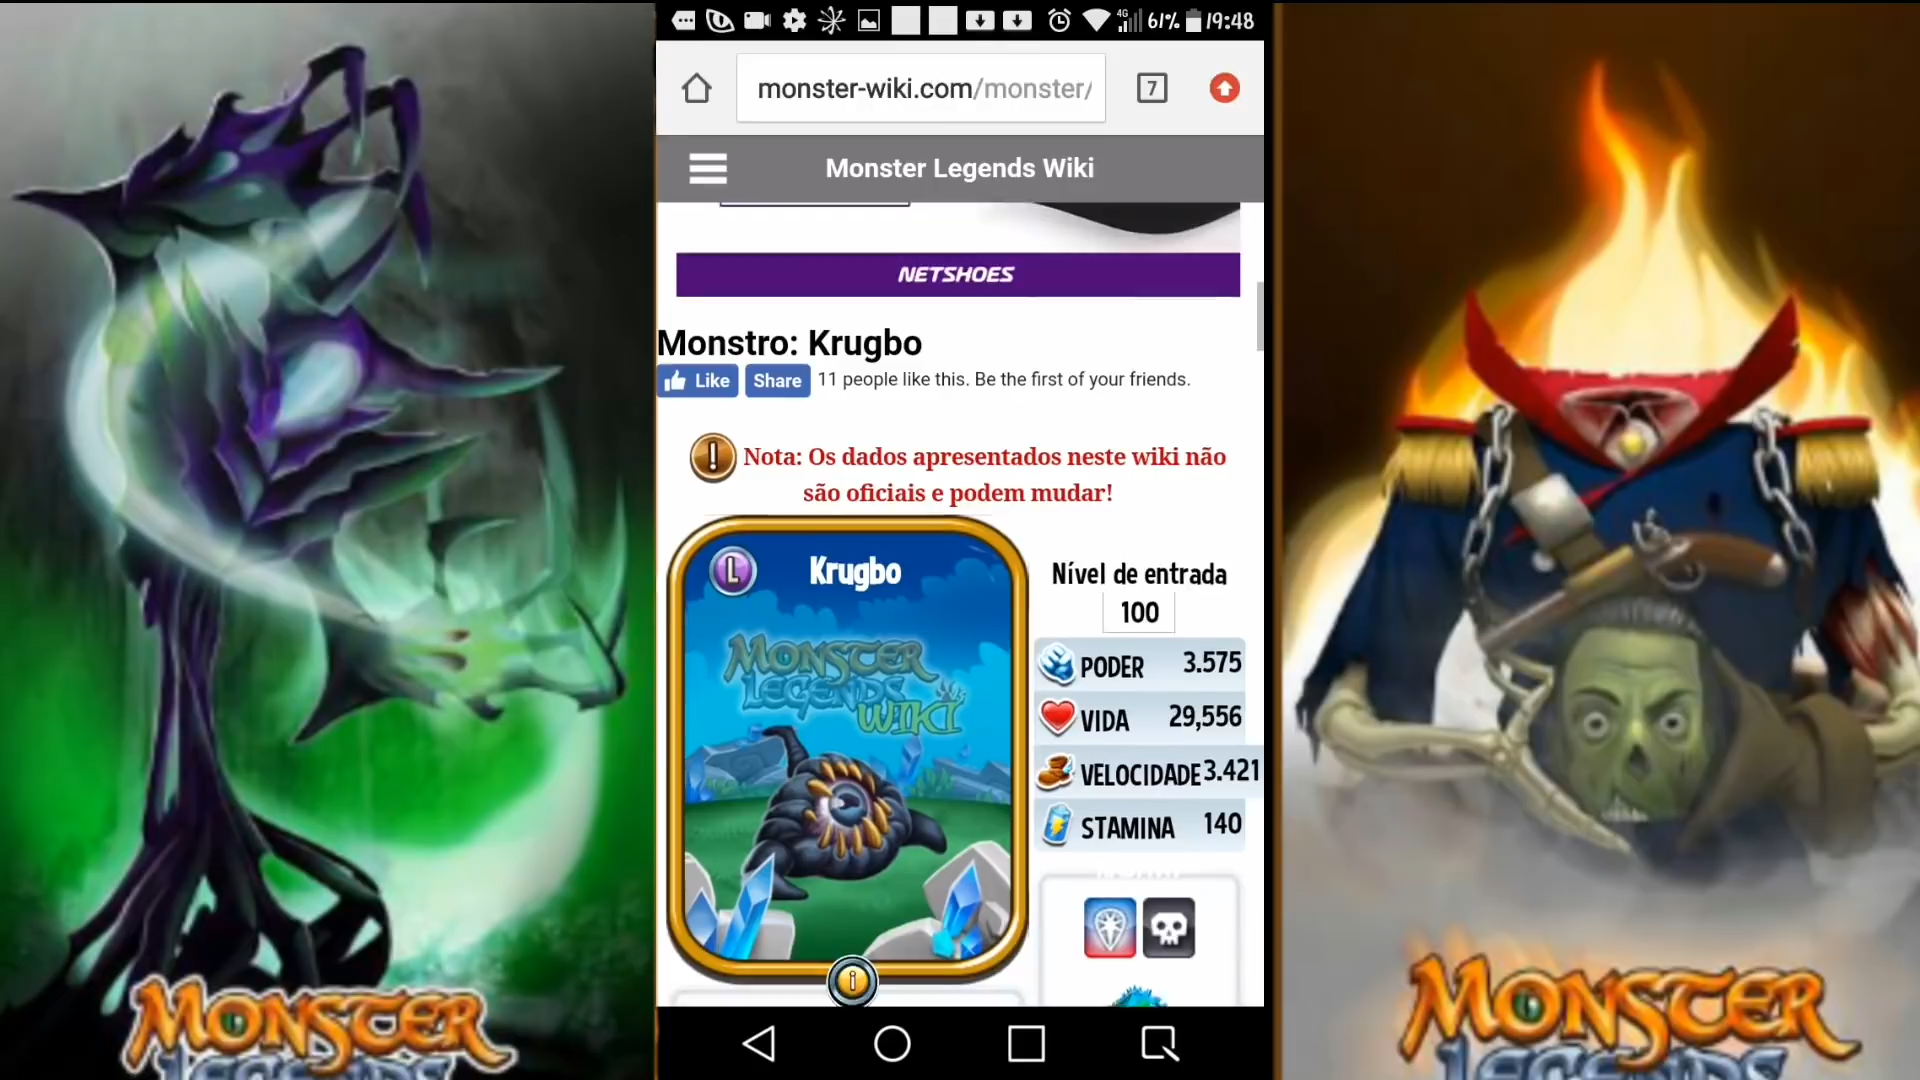 4G 61% 19:48
monster-wiki.com/monster/
7
Monster Legends Wiki
NETSHOES
Monstro: Krugbo
Like Share 11 people like this. Be the first of your friends.
Nota: Os dados apresentados neste wiki não
são oficiais e podem mudar!
L Krugbo
MONSTER
LEGENDS
WIKI
Nível de entrada
100
PODER 3.575
VIDA 29,556
VELOCIDADE 3.421
STAMINA 140
MONSTER
LEGENDS
MONSTER
LEGENDS